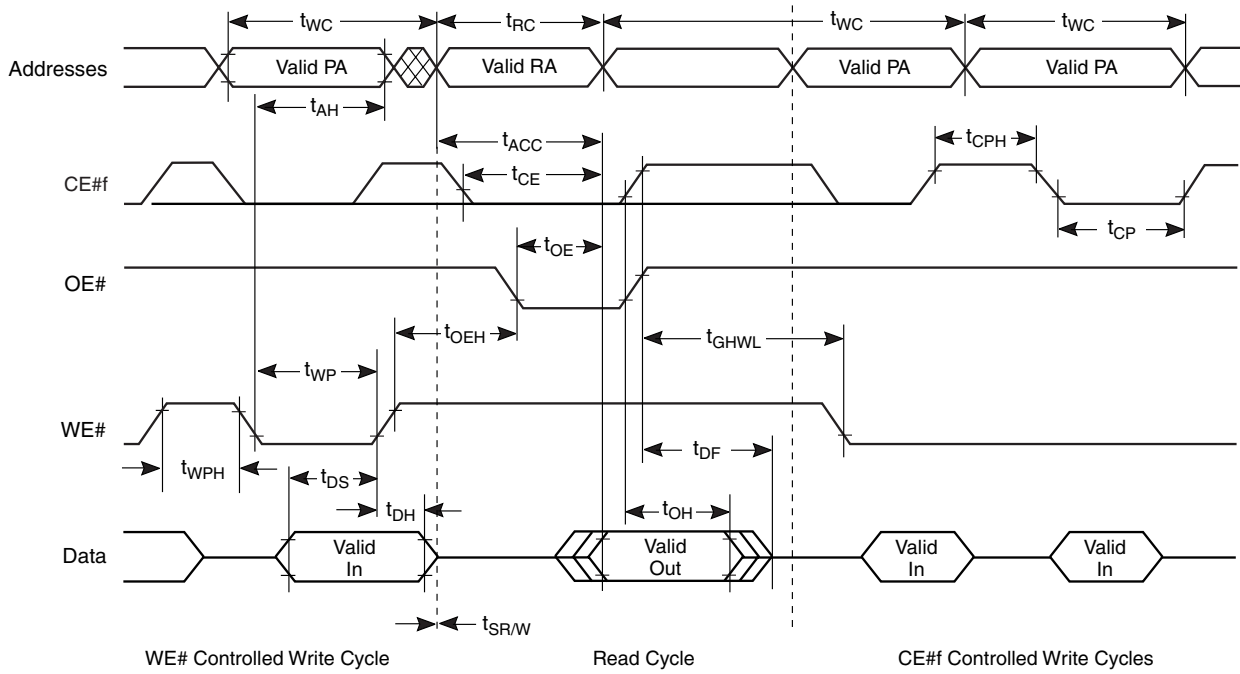 tWC tRC tWC tWC
Addresses Valid PA Valid RA Valid PA Valid PA
tAH
tACC tCPH
CE#f tCE
tCP
tOE
OE#
tOEH tGHWL
tWP
WE#
tWPH tDS tDF
tDH tOH
Data Valid In Valid Out Valid In Valid In
tSR/W
WE# Controlled Write Cycle Read Cycle CE#f Controlled Write Cycles